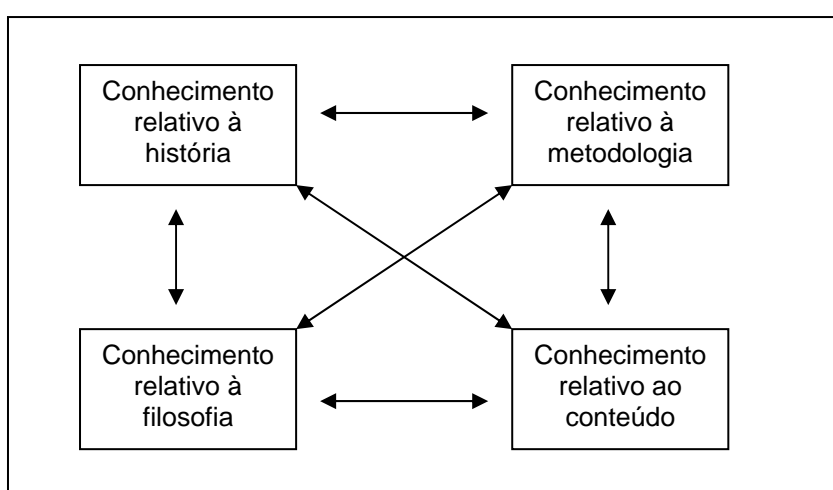 Conhecimento
relativo à
história
Conhecimento
relativo à
metodologia
Conhecimento
relativo à
filosofia
Conhecimento
relativo ao
conteúdo